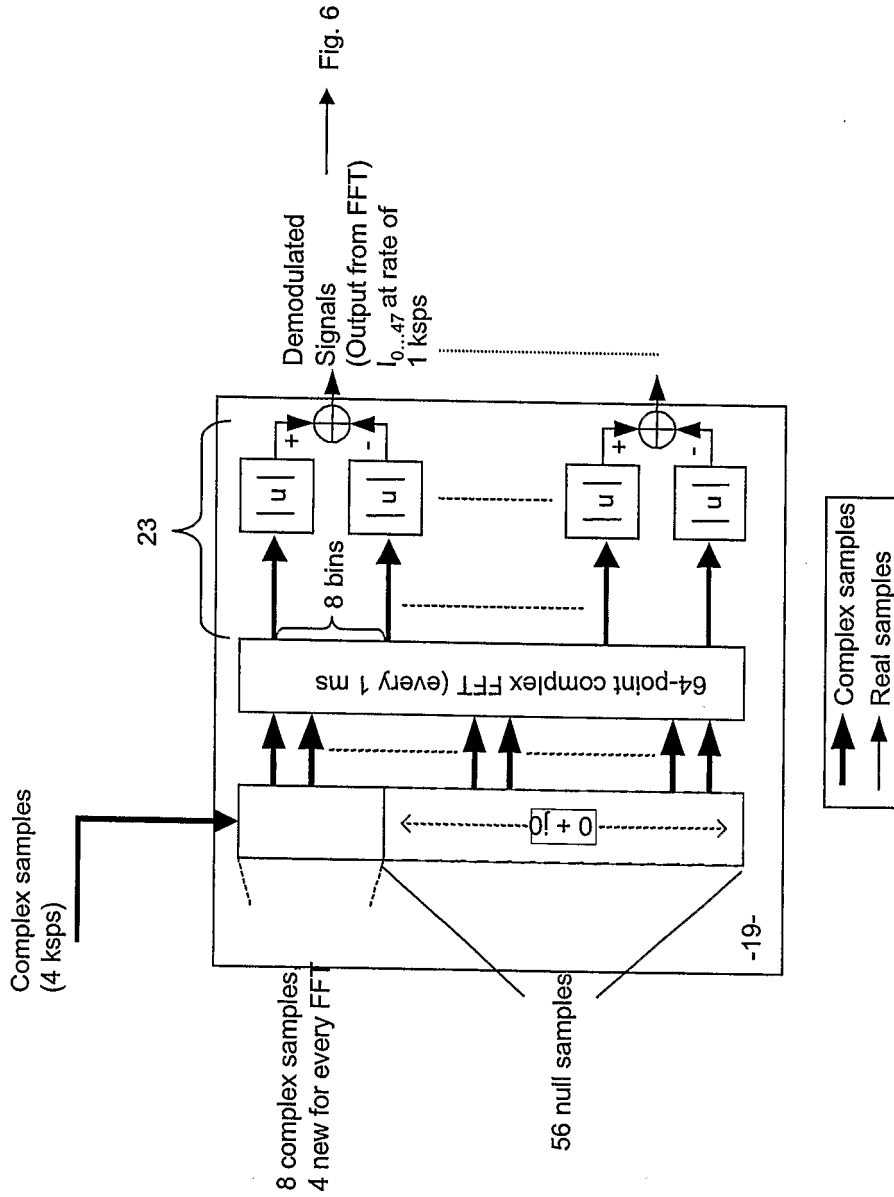 Complex samples
(4 ksps)
8 complex samples,
4 new for every FFT
56 null samples
0 + j0
64-point complex FFT (every 1 ms
8 bins
23
|u|
+
|u|
-
|u|
+
|u|
-
Demodulated
Signals
(Output from FFT)
I0...47 at rate of
1 ksps
Fig. 6
-19-
Complex samples
Real samples